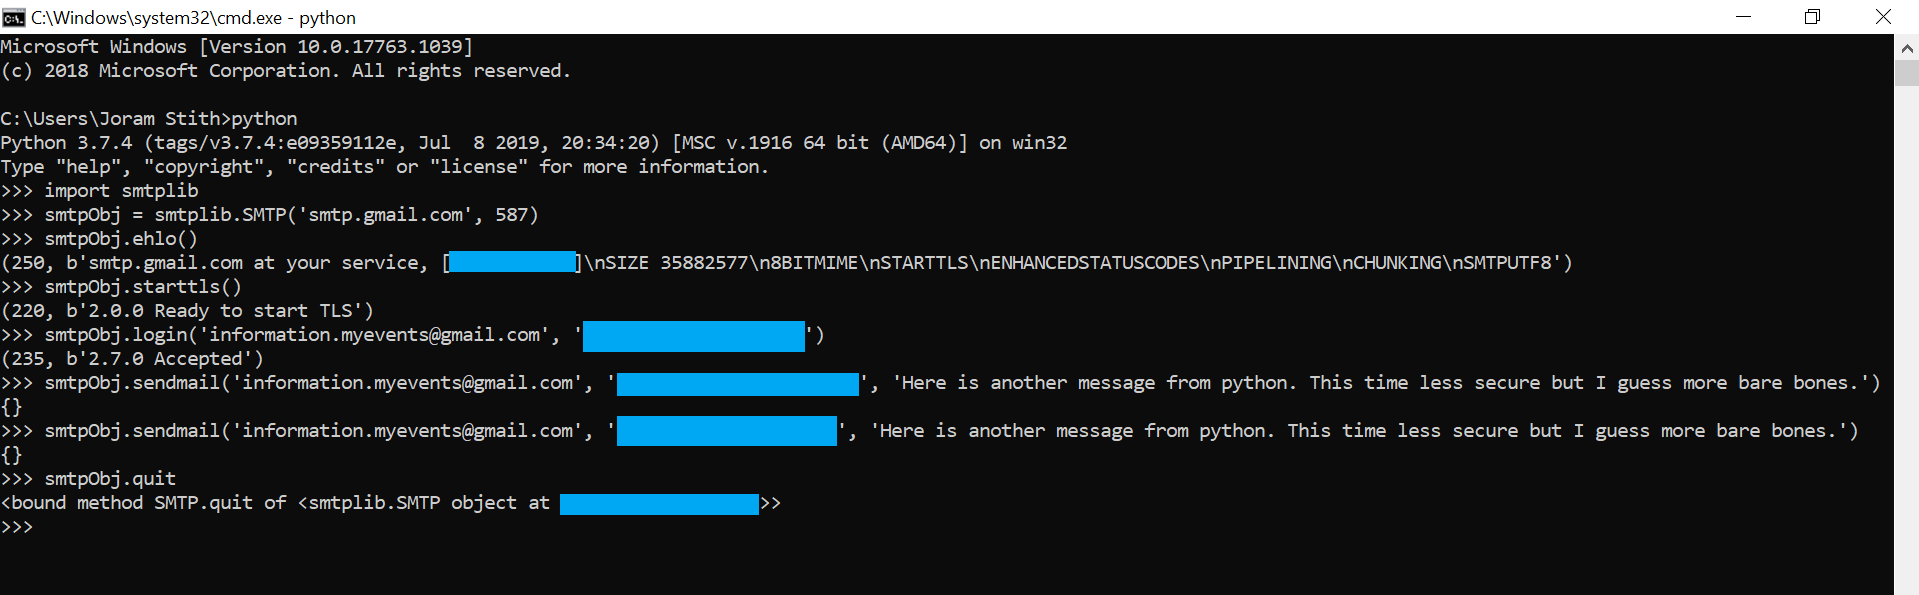 C:\Windows\system32\cmd.exe - python
Microsoft Windows [Version 10.0.17763.1039]
(c) 2018 Microsoft Corporation. All rights reserved.
C:\Users\Joram Stith>python
Python 3.7.4 (tags/v3.7.4:e09359112e, Jul  8 2019, 20:34:20) [MSC v.1916 64 bit (AMD64)] on win32
Type "help", "copyright", "credits" or "license" for more information.
>>> import smtplib
>>> smtpObj = smtplib.SMTP('smtp.gmail.com', 587)
>>> smtpObj.ehlo()
(250, b'smtp.gmail.com at your service, []\nSIZE 35882577\n8BITMIME\nSTARTTLS\nENHANCEDSTATUSCODES\nPIPELINING\nCHUNKING\nSMTPUTF8')
>>> smtpObj.starttls()
(220, b'2.0.0 Ready to start TLS')
>>> smtpObj.login('information.myevents@gmail.com', '')
(235, b'2.7.0 Accepted')
>>> smtpObj.sendmail('information.myevents@gmail.com', '', 'Here is another message from python. This time less secure but I guess more bare bones.')
{}
>>> smtpObj.sendmail('information.myevents@gmail.com', '', 'Here is another message from python. This time less secure but I guess more bare bones.')
{}
>>> smtpObj.quit
<bound method SMTP.quit of <smtplib.SMTP object at >>
>>>